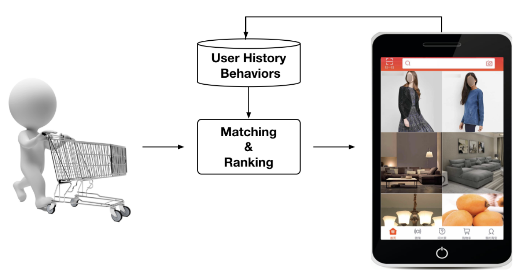 User History
Behaviors
Matching
&
Ranking